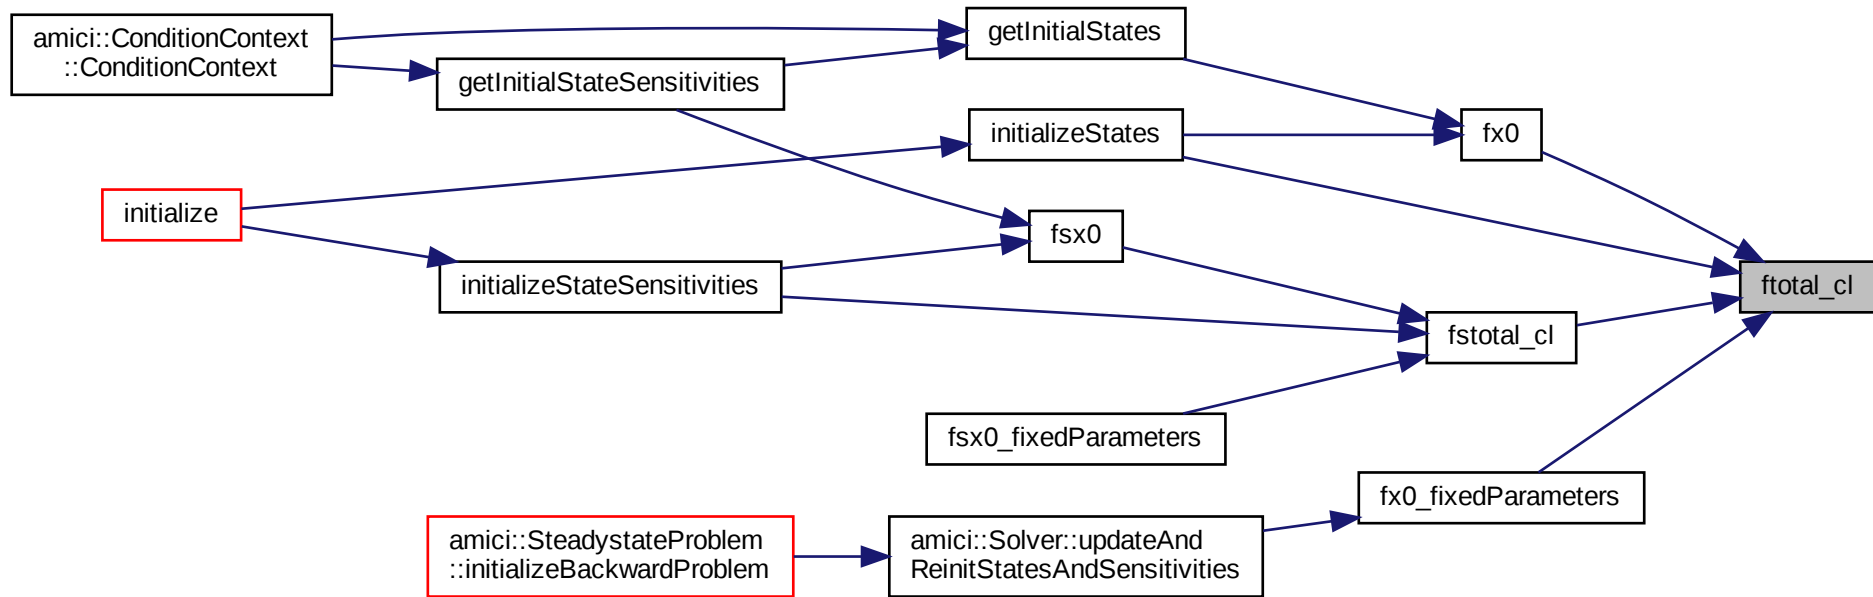 amici::ConditionContext
::ConditionContext
getInitialStates
getInitialStateSensitivities
initializeStates
fx0
initialize
fsx0
initializeStateSensitivities
ftotal_cl
fstotal_cl
fsx0_fixedParameters
fx0_fixedParameters
amici::SteadystateProblem
::initializeBackwardProblem
amici::Solver::updateAnd
ReinitStatesAndSensitivities